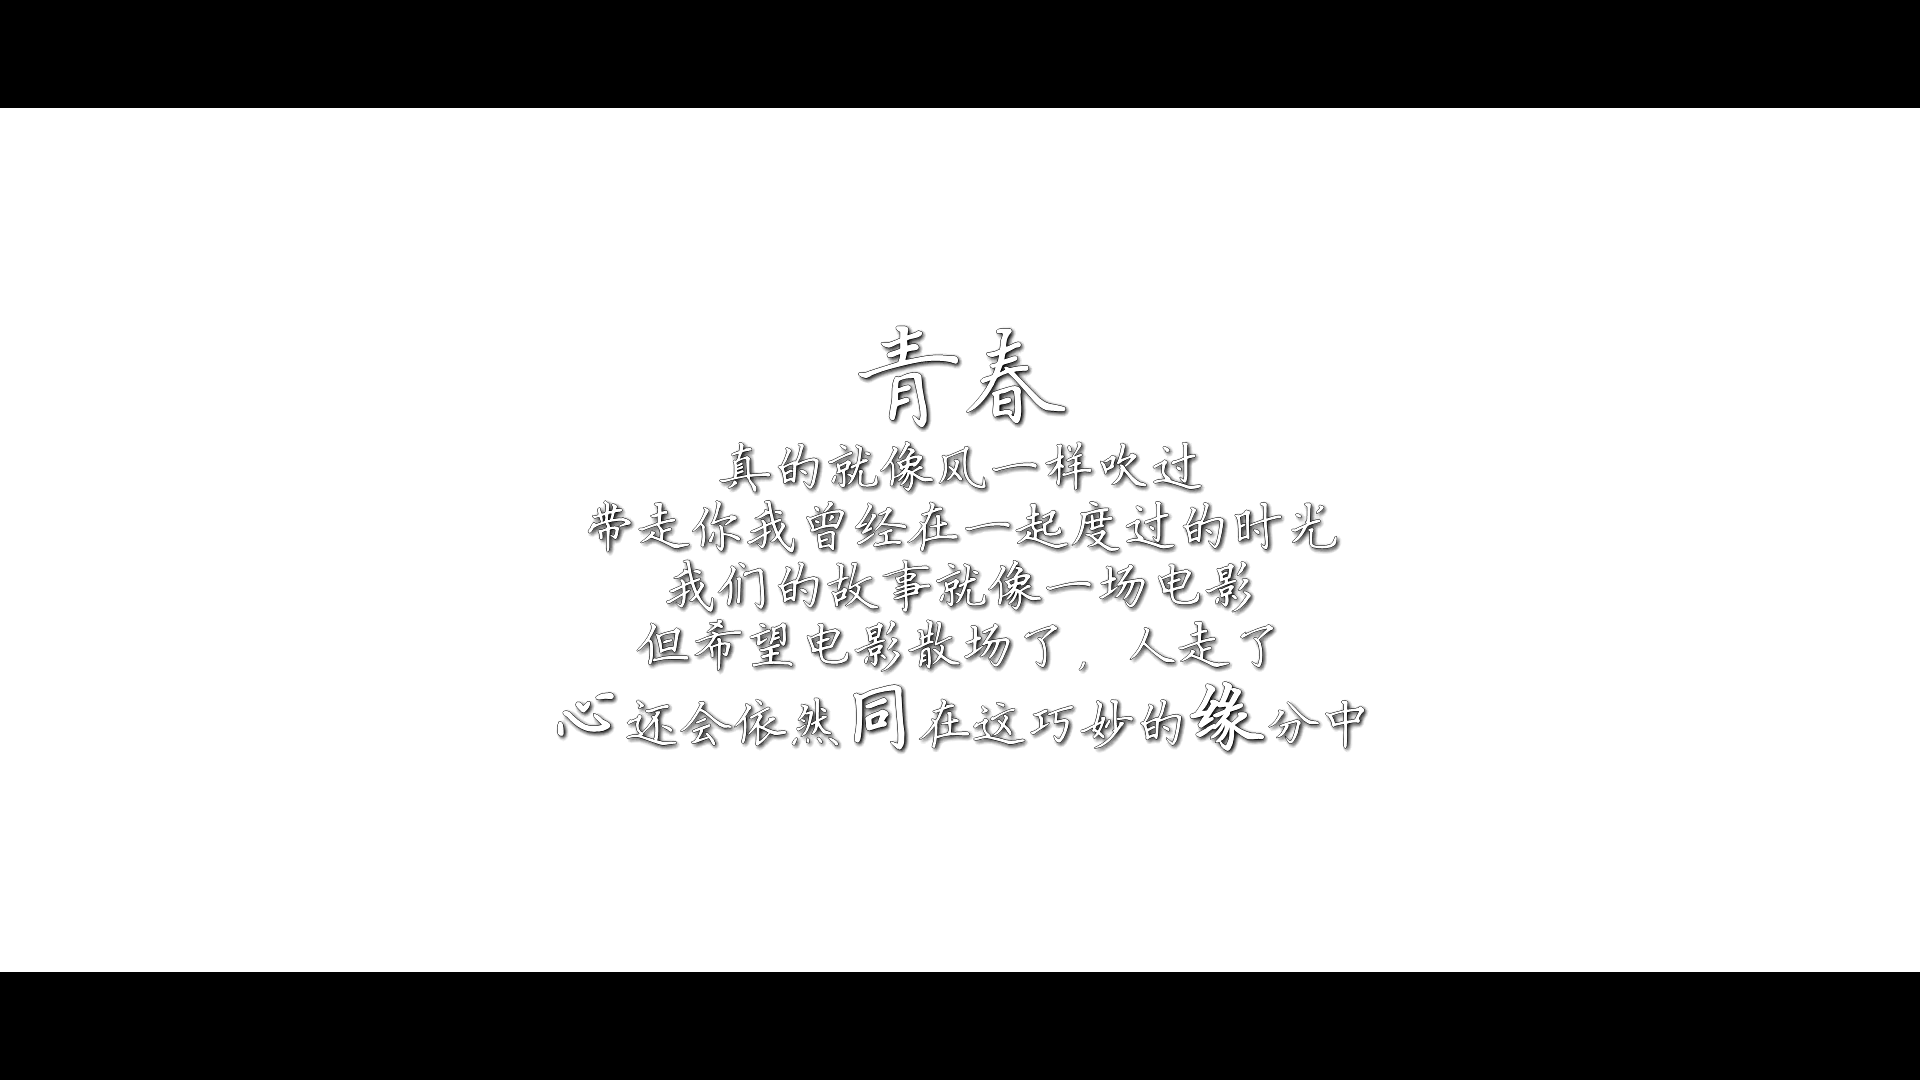 青春
真的就像风一样吹过
带走你我曾经在一起度过的时光
我们的故事就像一场电影
但希望电影散场了，人走了
心还会依然同在这巧妙的缘分中